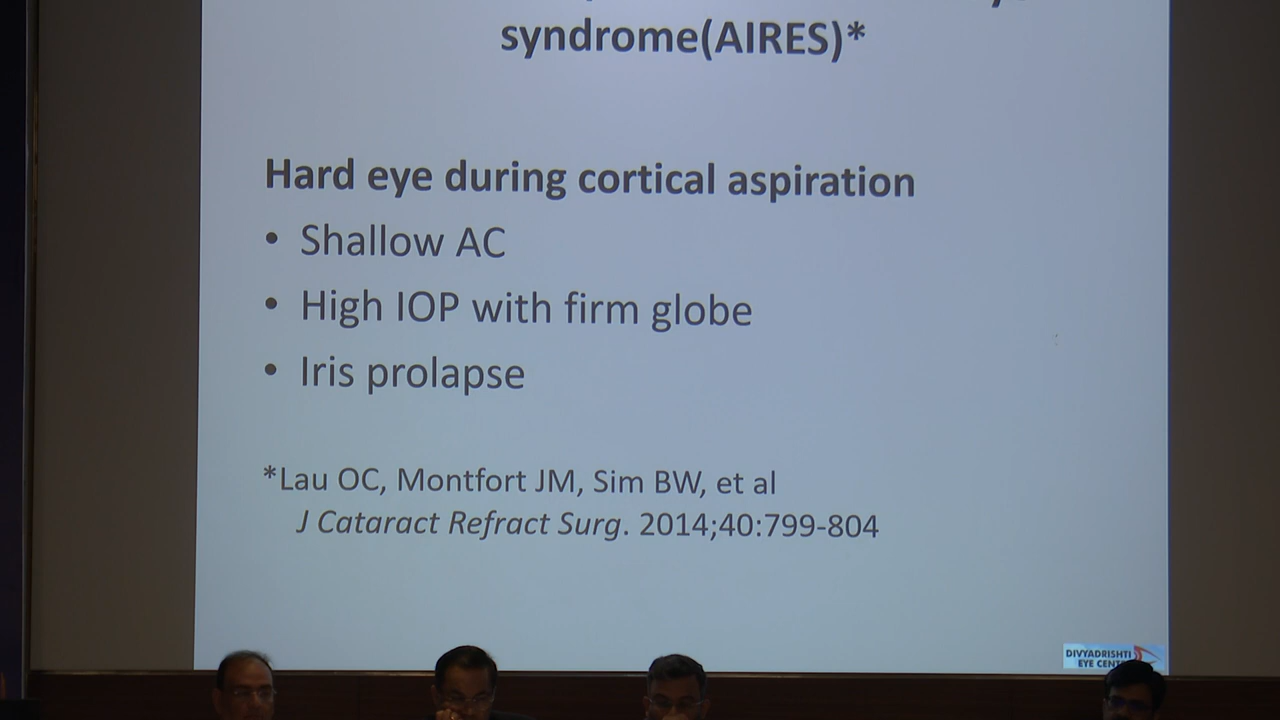 syndrome(AIRES)*
Hard eye during cortical aspiration
• Shallow AC
• High IOP with firm globe
• Iris prolapse
*Lau OC, Montfort JM, Sim BW, et al
J Cataract Refract Surg. 2014;40:799-804
DIVYADRISHTI
EYE